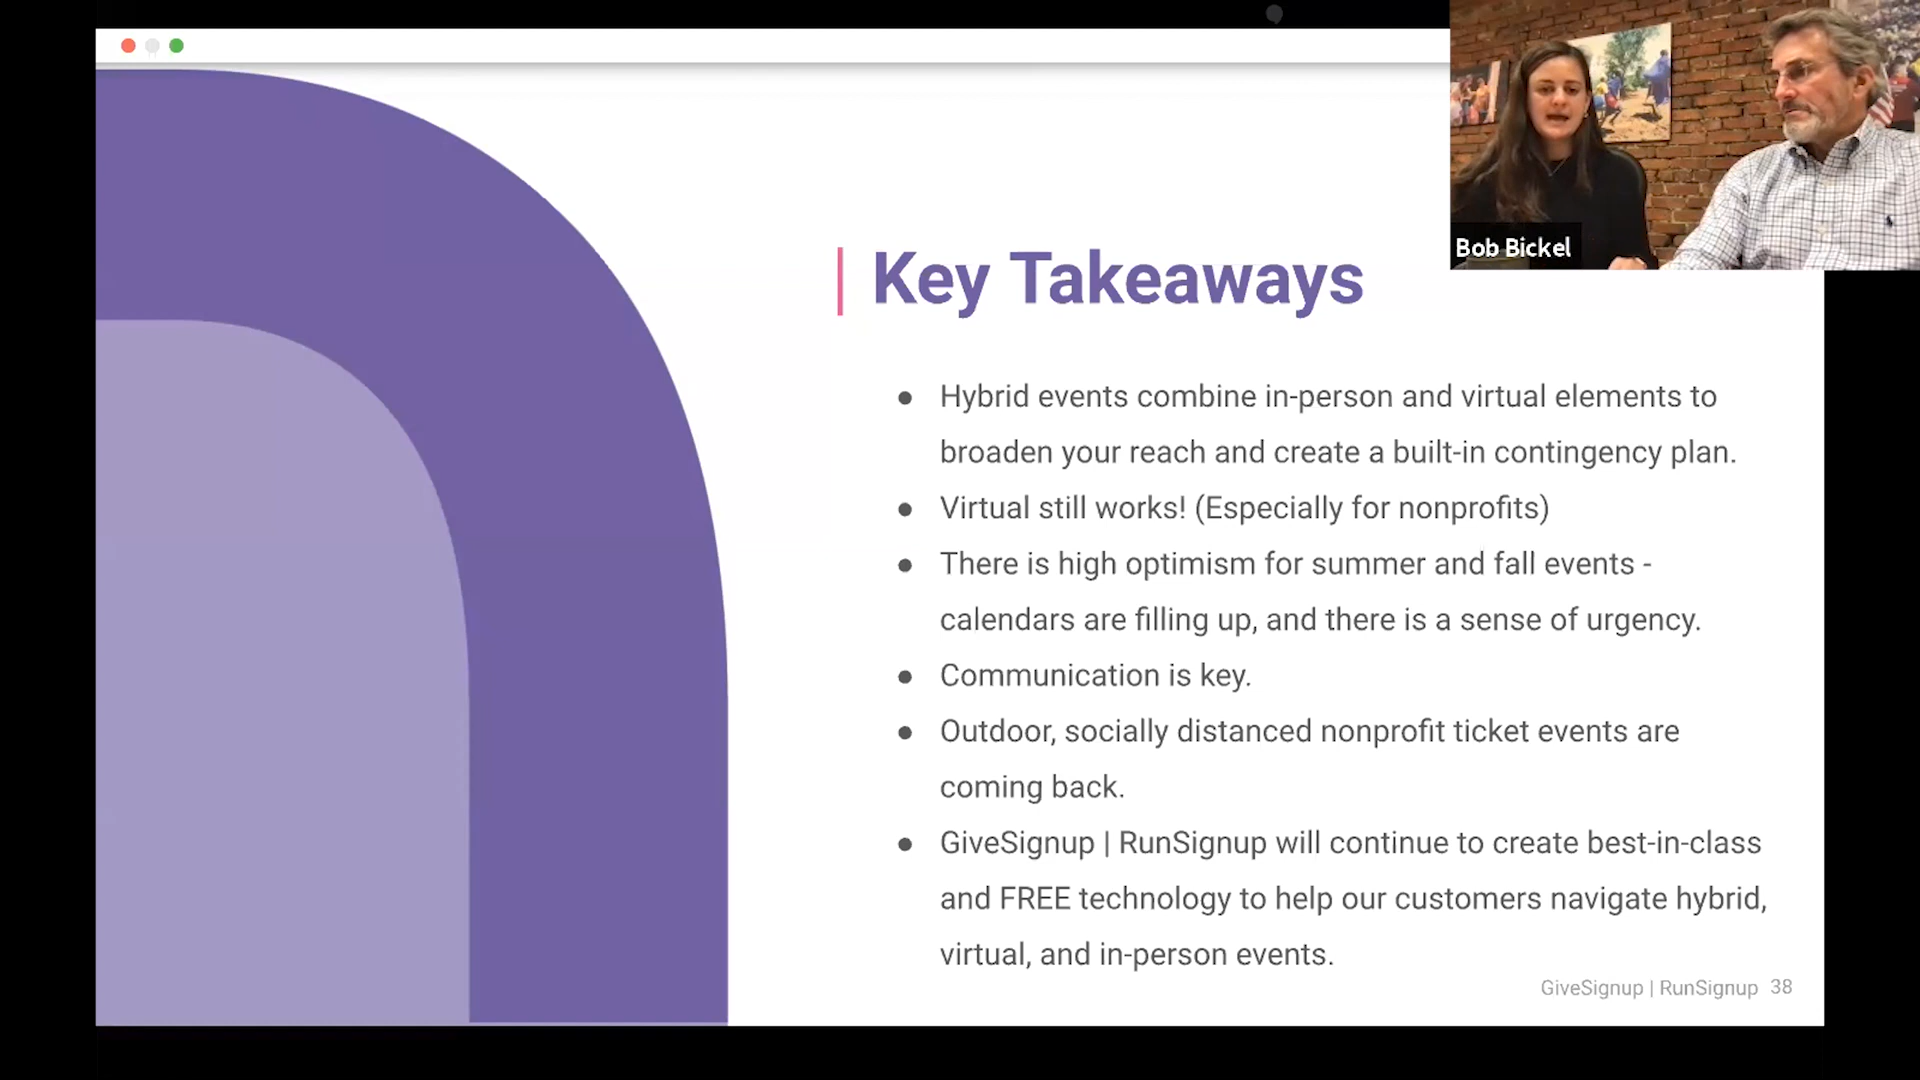 Bob Bickel
Key Takeaways
● Hybrid events combine in-person and virtual elements to
broaden your reach and create a built-in contingency plan.
● Virtual still works! (Especially for nonprofits)
● There is high optimism for summer and fall events -
calendars are filling up, and there is a sense of urgency.
● Communication is key.
● Outdoor, socially distanced nonprofit ticket events are
coming back.
● GiveSignup | RunSignup will continue to create best-in-class
and FREE technology to help our customers navigate hybrid,
virtual, and in-person events.
GiveSignup | RunSignup 38